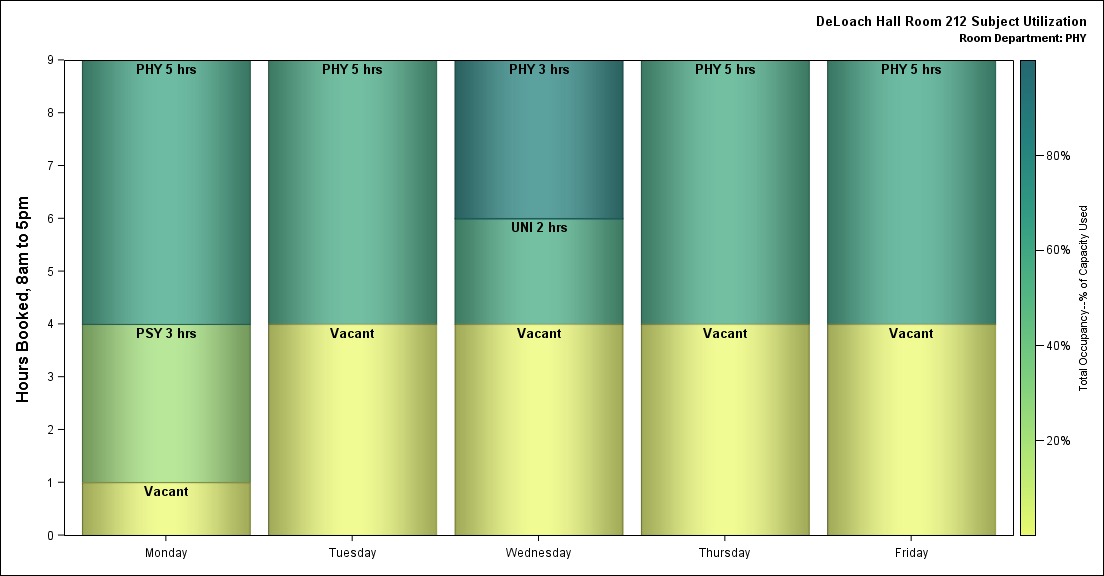 DeLoach Hall Room 212 Subject Utilization
Room Department: PHY
Hours Booked, 8am to 5pm
9
8
7
6
5
4
3
2
1
0
PHY 5 hrs
PSY 3 hrs
Vacant
PHY 5 hrs
Vacant
PHY 3 hrs
UNI 2 hrs
Vacant
PHY 5 hrs
Vacant
PHY 5 hrs
Vacant
Monday
Tuesday
Wednesday
Thursday
Friday
80%
60%
40%
20%
Total Occupancy--% of Capacity Used